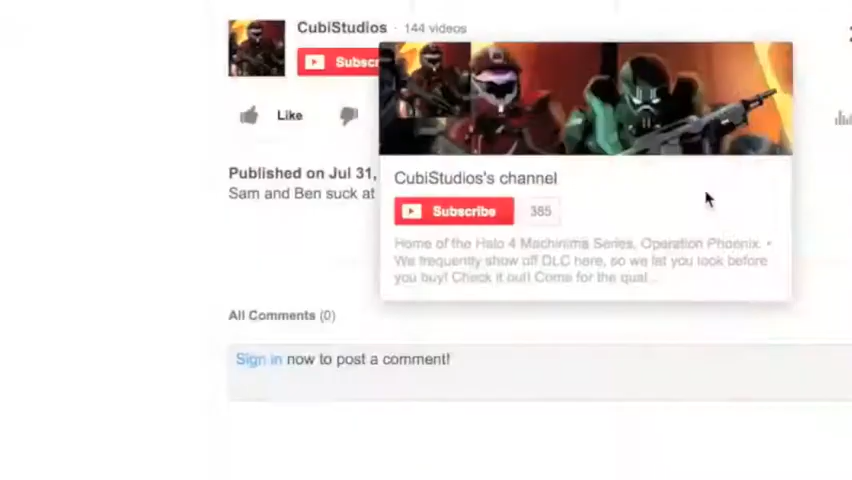 CubiStudios · 144 videos
Subscr
Like
Published on Jul 31,
Sam and Ben suck at
CubiStudios's channel
Subscribe 385
Home of the Halo 4 Machinima Series, Operation Phoenix. •
We frequently show off DLC here, so we let you look before
you buy! Check it out! Come for the qual...
All Comments (0)
Sign in now to post a comment!